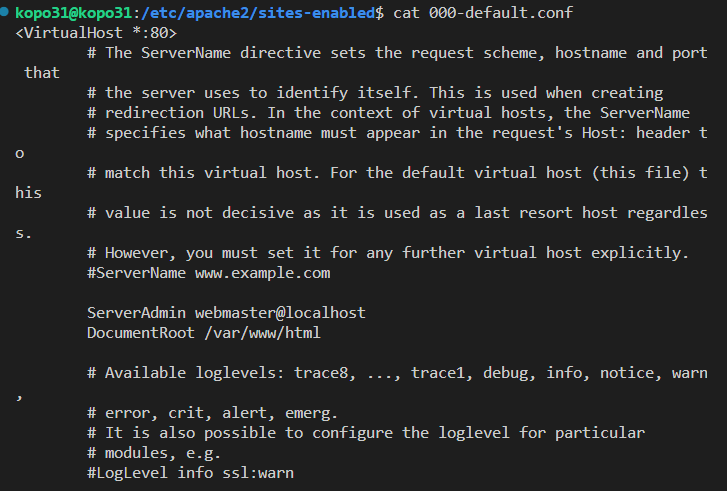 kopo31@kopo31:/etc/apache2/sites-enabled$ cat 000-default.conf
<VirtualHost *:80>
        # The ServerName directive sets the request scheme, hostname and port
 that
        # the server uses to identify itself. This is used when creating
        # redirection URLs. In the context of virtual hosts, the ServerName
        # specifies what hostname must appear in the request's Host: header t
o
        # match this virtual host. For the default virtual host (this file) t
his
        # value is not decisive as it is used as a last resort host regardles
s.
        # However, you must set it for any further virtual host explicitly.
        #ServerName www.example.com

        ServerAdmin webmaster@localhost
        DocumentRoot /var/www/html

        # Available loglevels: trace8, ..., trace1, debug, info, notice, warn
,
        # error, crit, alert, emerg.
        # It is also possible to configure the loglevel for particular
        # modules, e.g.
        #LogLevel info ssl:warn